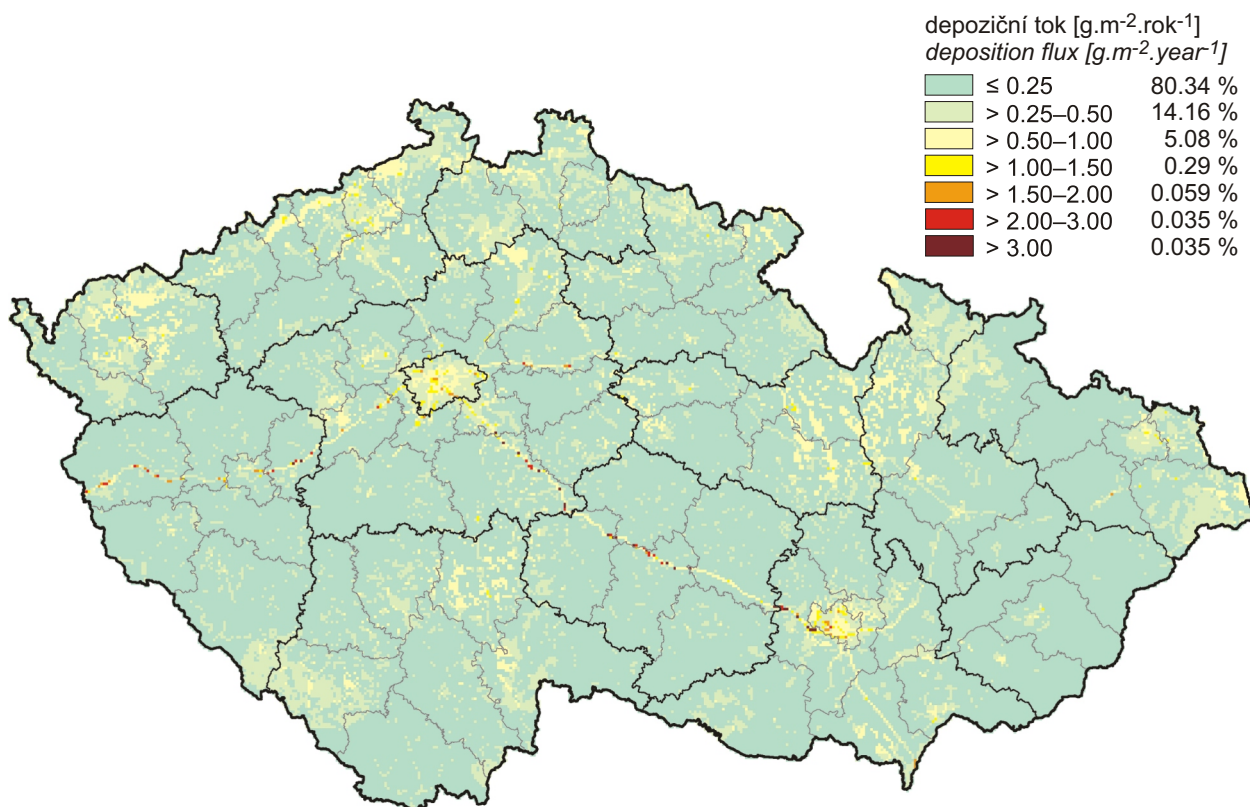 depoziční tok [g.m-2.rok-1]
deposition flux [g.m-2.year-1]
≤ 0.25 80.34 %
> 0.25–0.50 14.16 %
> 0.50–1.00 5.08 %
> 1.00–1.50 0.29 %
> 1.50–2.00 0.059 %
> 2.00–3.00 0.035 %
> 3.00 0.035 %